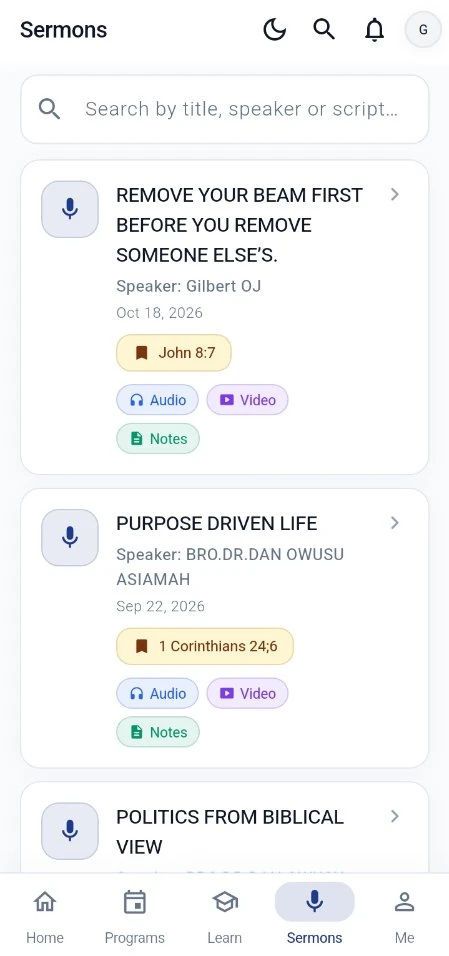 Sermons
G
Search by title, speaker or script...
REMOVE YOUR BEAM FIRST
BEFORE YOU REMOVE
SOMEONE ELSE’S.
Speaker: Gilbert OJ
Oct 18, 2026
John 8:7
Audio
Video
Notes
PURPOSE DRIVEN LIFE
Speaker: BRO.DR.DAN OWUSU
ASIAMAH
Sep 22, 2026
1 Corinthians 24;6
Audio
Video
Notes
POLITICS FROM BIBLICAL
VIEW
Home
Programs
Learn
Sermons
Me